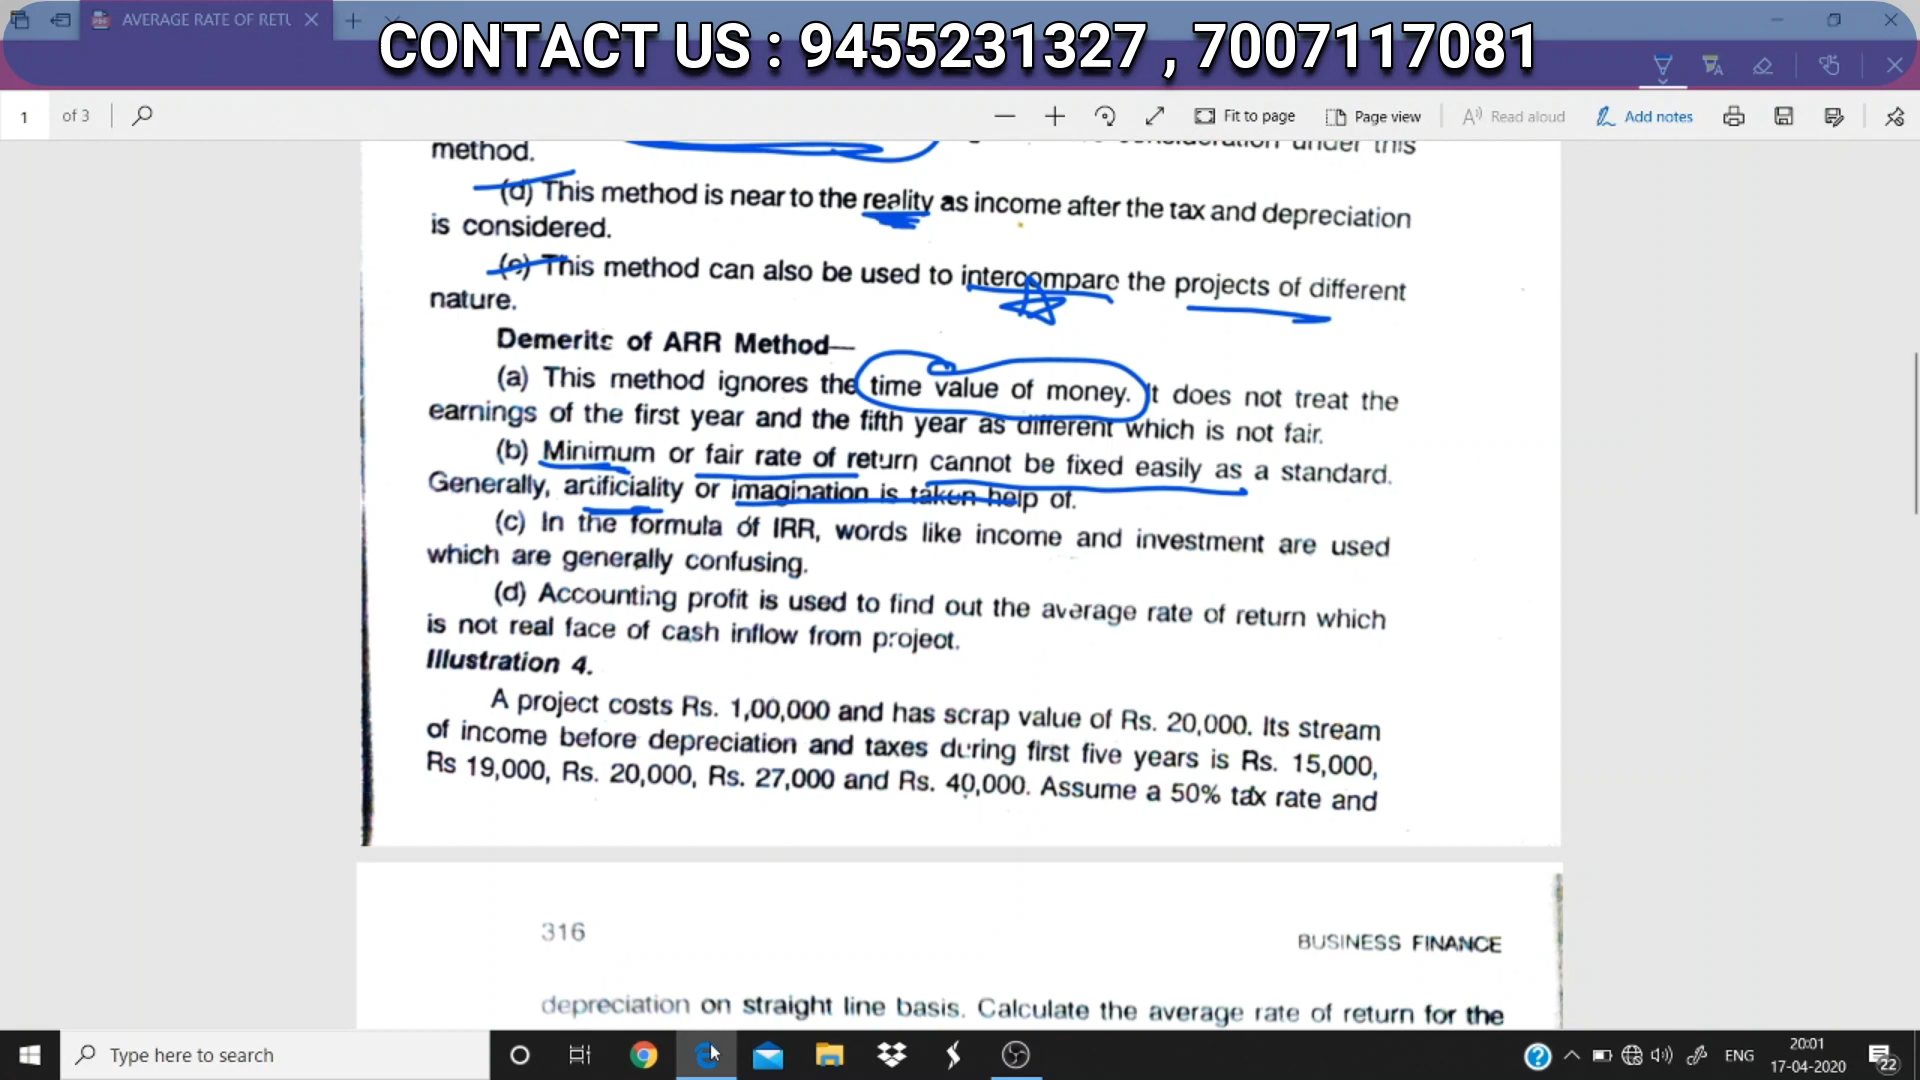 AVERAGE RATE OF RETU
CONTACT US : 9455231327 , 7007117081
1 of 3
Fit to page
Page view
Read aloud
Add notes
consideration under this
method.
(d) This method is near to the reality as income after the tax and depreciation
is considered.
(e) This method can also be used to intercompare the projects of different
nature.
Demerits of ARR Method—
(a) This method ignores the time value of money. It does not treat the
earnings of the first year and the fifth year as different which is not fair.
(b) Minimum or fair rate of return cannot be fixed easily as a standard.
Generally, artificiality or imagination is taken help of.
(c) In the formula of IRR, words like income and investment are used
which are generally confusing.
(d) Accounting profit is used to find out the average rate of return which
is not real face of cash inflow from project.
Illustration 4.
A project costs Rs. 1,00,000 and has scrap value of Rs. 20,000. Its stream
of income before depreciation and taxes during first five years is Rs. 15,000,
Rs 19,000, Rs. 20,000, Rs. 27,000 and Rs. 40,000. Assume a 50% tax rate and
316
BUSINESS FINANCE
depreciation on straight line basis. Calculate the average rate of return for the
Type here to search
ENG
20:01
17-04-2020
22